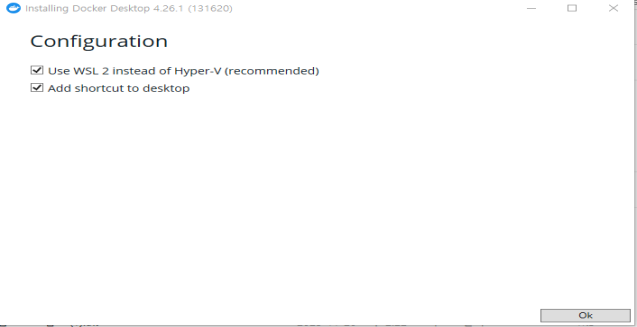 Installing Docker Desktop 4.26.1 (131620)
Configuration
Use WSL 2 instead of Hyper-V (recommended)
Add shortcut to desktop
Ok